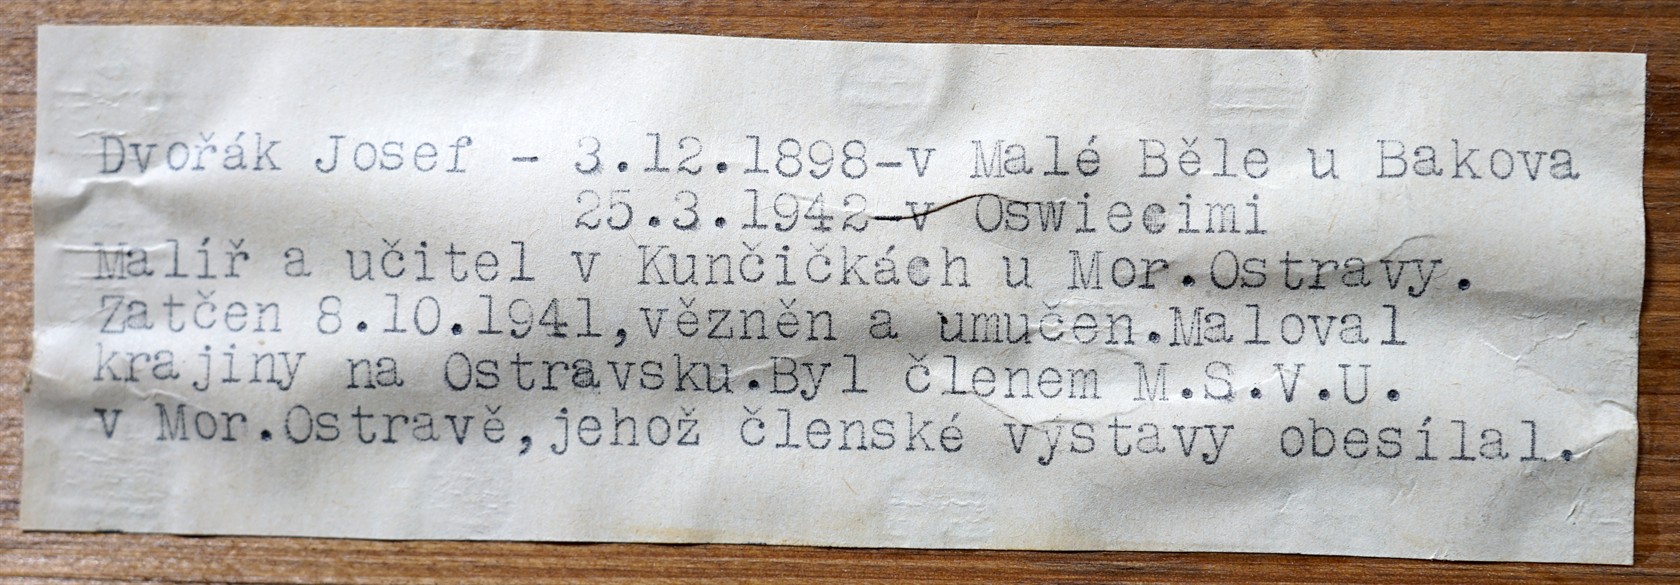 Dvořák Josef - 3.12.1898-v Malé Běle u Bakova
25.3.1942-v Oswiecimi
Malíř a učitel v Kunčičkách u Mor.Ostravy.
Zatčen 8.10.1941,vězněn a umučen.Maloval
krajiny na Ostravsku.Byl členem M.S.V.U.
v Mor.Ostravě,jehož členské výstavy obesílal.